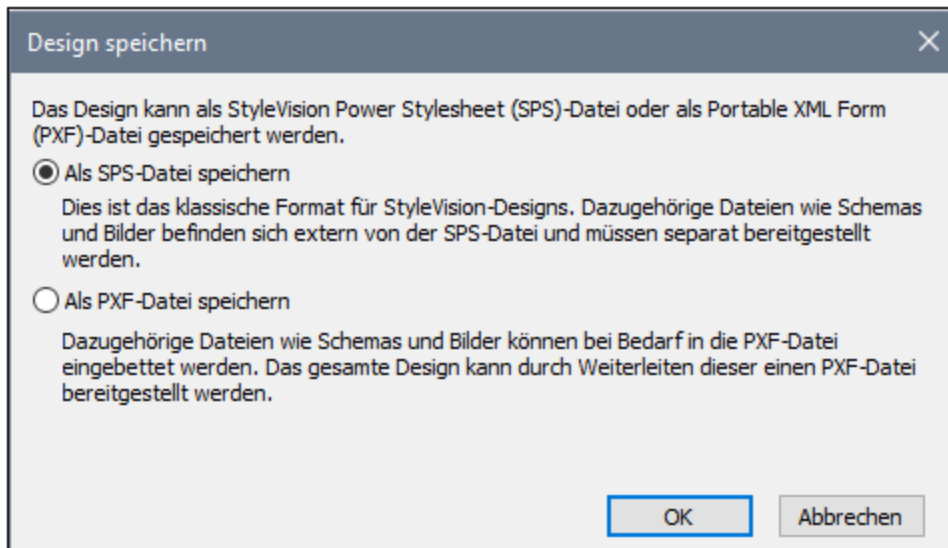 Design speichern
Das Design kann als StyleVision Power Stylesheet (SPS)-Datei oder als Portable XML Form
(PXF)-Datei gespeichert werden.
Als SPS-Datei speichern
Dies ist das klassische Format für StyleVision-Designs. Dazugehörige Dateien wie Schemas
und Bilder befinden sich extern von der SPS-Datei und müssen separat bereitgestellt
werden.
Als PXF-Datei speichern
Dazugehörige Dateien wie Schemas und Bilder können bei Bedarf in die PXF-Datei
eingebettet werden. Das gesamte Design kann durch Weiterleiten dieser einen PXF-Datei
bereitgestellt werden.
OK Abbrechen